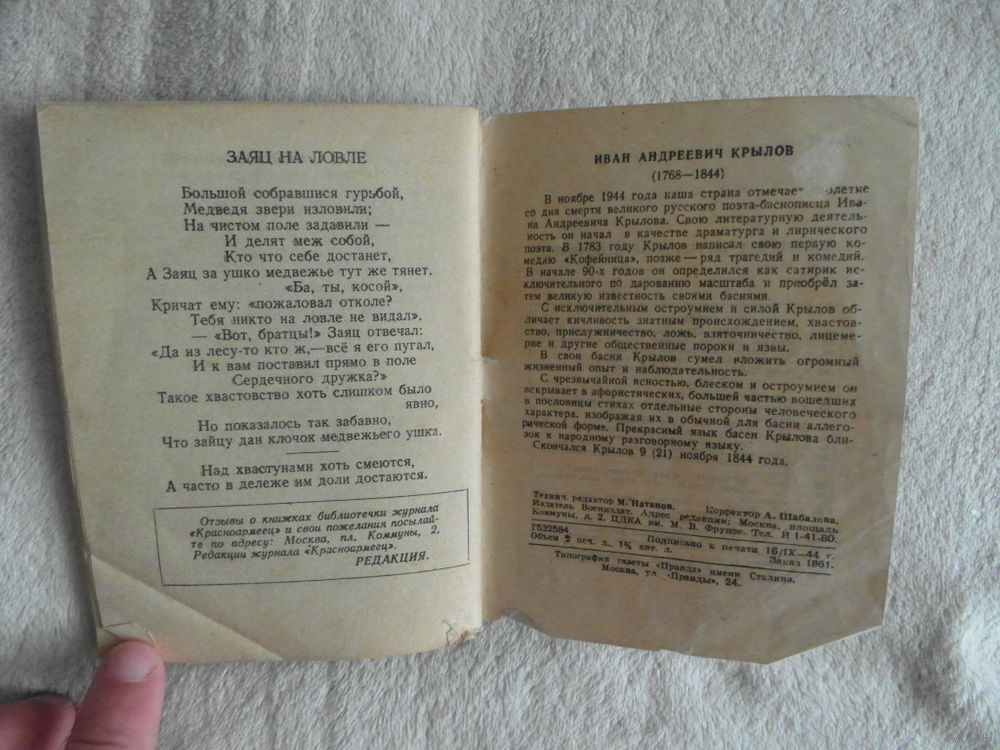 ЗАЯЦ НА ЛОВЛЕ
Большой собравшися гурьбой,
Медведя звери изловили;
На чистом поле задавили —
И делят меж собой,
Кто что себе достанет,
А Заяц за ушко медвежье тут же тянет.
«Ба, ты, косой»,
Кричат ему: «пожаловал отколе?
Тебя никто на ловле не видал».
— «Вот, братцы!» Заяц отвечал:
«Да из лесу-то кто ж,—всё я его пугал,
И к вам поставил прямо в поле
Сердечного дружка?»
Такое хвастовство хоть слишком было
явно,
Но показалось так забавно,
Что зайцу дан клочок медвежьего ушка.
Над хвастунами хоть смеются,
А часто в дележе им доли достаются.
Отзывы о книжках библиотечки журнала
«Красноармеец» и свои пожелания посылай-
те по адресу: Москва, пл. Коммуны, 2,
Редакции журнала «Красноармеец».
РЕДАКЦИЯ.
ИВАН АНДРЕЕВИЧ КРЫЛОВ
(1768—1844)
В ноябре 1944 года наша страна отмечает олетие
со дня смерти великого русского поэта-баснописца Ива-
на Андреевича Крылова. Свою литературную деятель-
ность он начал в качестве драматурга и лирического
поэта. В 1783 году Крылов написал свою первую ко-
медию «Кофейница», позже — ряд трагедий и комедий.
В начале 90-х годов он определился как сатирик ис-
ключительного по дарованию масштаба и приобрёл за-
тем великую известность своими баснями.
С исключительным остроумием и силой Крылов об-
личает кичливость знатным происхождением, хвастов-
ство, прислужничество, ложь, взяточничество, лицеме-
рие и другие общественные пороки и язвы.
В свои басни Крылов сумел вложить огромный
жизненный опыт и наблюдательность.
С чрезвычайной ясностью, блеском и остроумием он
вскрывает в афористических, большей частью вошедших
в пословицы стихах отдельные стороны человеческого
характера, изображая их в обычной для басни аллего-
рической форме. Прекрасный язык басен Крылова бли-
зок к народному разговорному языку.
Скончался Крылов 9 (21) ноября 1844 года.
Технич. редактор М. Натапов. Корректор А. Шабалова.
Издатель Воениздат. Адрес редакции: Москва, площадь
Коммуны, д. 2. ЦДКА им. М. В. Фрунзе. Тел. И 1-41-80.
Г532584. Подписано к печати 16/IX—44 г.
Объем 2 печ. л., авт. л. Заказ 1861.
Типография газеты «Правда» имени Сталина.
Москва, ул. «Правды», 24.